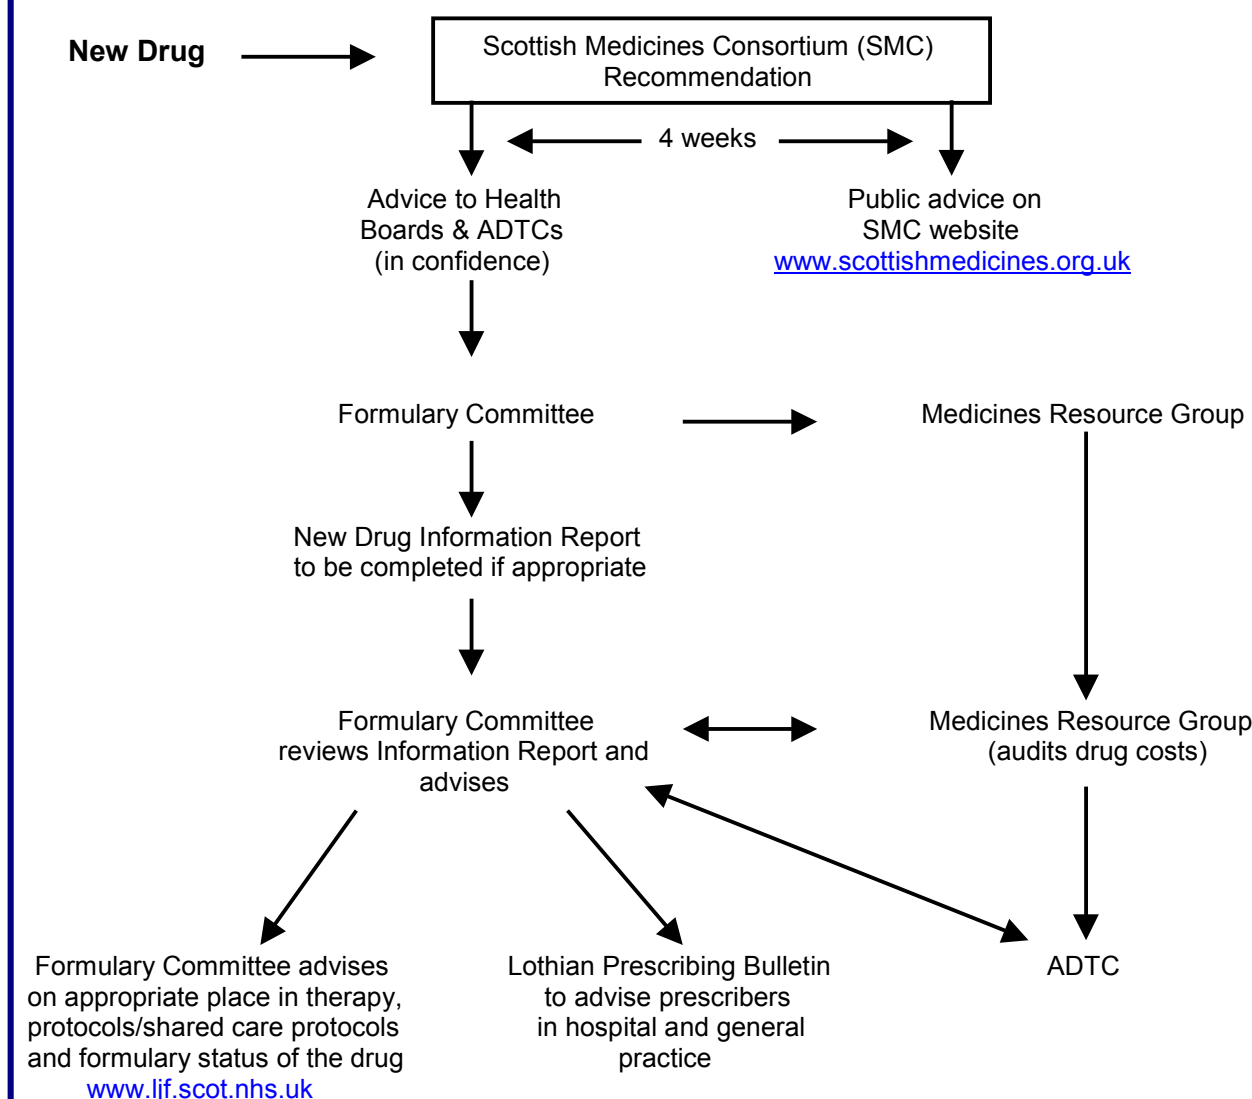 New Drug
Scottish Medicines Consortium (SMC)
Recommendation
4 weeks
Advice to Health
Boards & ADTCs
(in confidence)
Public advice on
SMC website
www.scottishmedicines.org.uk
Formulary Committee
Medicines Resource Group
New Drug Information Report
to be completed if appropriate
Formulary Committee
reviews Information Report and
advises
Medicines Resource Group
(audits drug costs)
Formulary Committee advises
on appropriate place in therapy,
protocols/shared care protocols
and formulary status of the drug
www.ljf.scot.nhs.uk
Lothian Prescribing Bulletin
to advise prescribers
in hospital and general
practice
ADTC